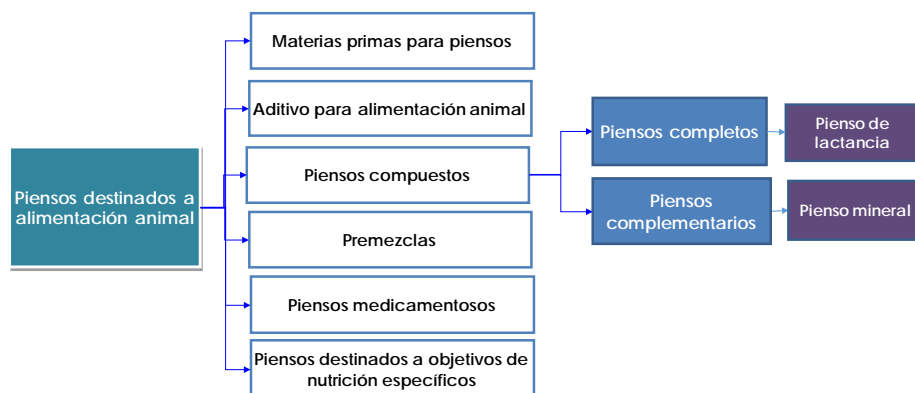 Materias primas para piensos
Aditivo para alimentación animal
Piensos completos
Pienso de
lactancia
Piensos destinados a
alimentación animal
Piensos compuestos
Piensos
complementarios
Pienso mineral
Premezclas
Piensos medicamentosos
Piensos destinados a objetivos de
nutrición específicos